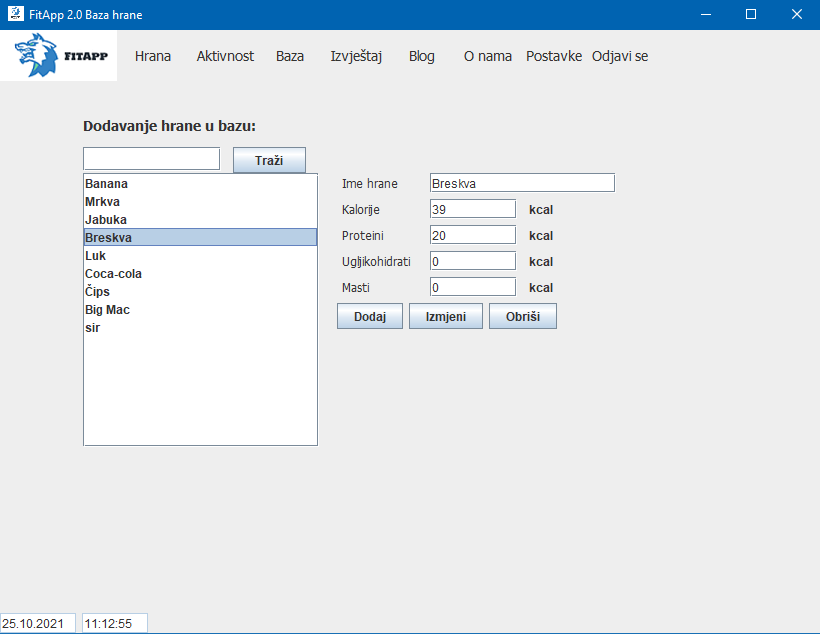 FitApp 2.0 Baza hrane
FITAPP Hrana Aktivnost Baza Izvještaj Blog O nama Postavke Odjavi se
Dodavanje hrane u bazu:
Traži
Banana
Mrkva
Jabuka
Breskva
Luk
Coca-cola
Čips
Big Mac
sir
Ime hrane Breskva
Kalorije 39 kcal
Proteini 20 kcal
Ugljikohidrati 0 kcal
Masti 0 kcal
Dodaj Izmjeni Obriši
25.10.2021 11:12:55